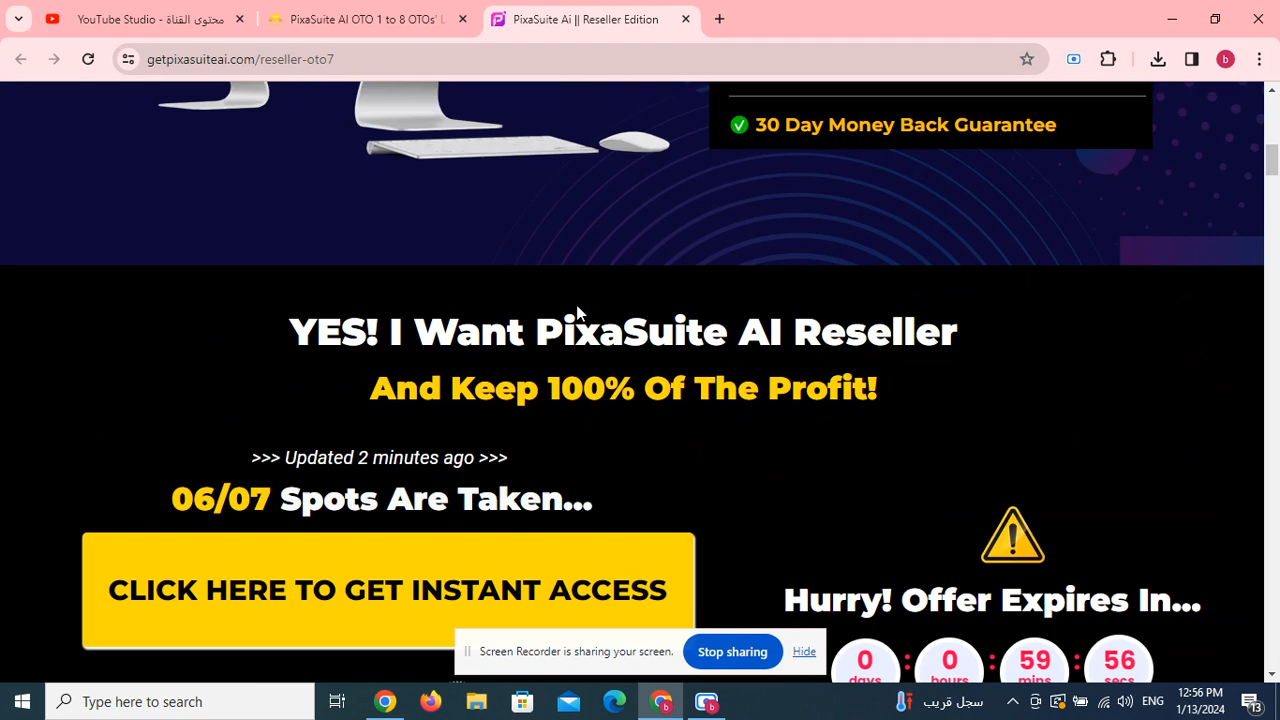 YouTube Studio - محتوى القناة
PixaSuite AI OTO 1 to 8 OTOs' L
PixaSuite Ai || Reseller Edition
getpixasuiteai.com/reseller-oto7
b
30 Day Money Back Guarantee
YES! I Want PixaSuite AI Reseller
And Keep 100% Of The Profit!
>>> Updated 2 minutes ago >>>
06/07 Spots Are Taken...
CLICK HERE TO GET INSTANT ACCESS
Hurry! Offer Expires In...
0 : 0 : 59 : 56
days hours mins secs
Screen Recorder is sharing your screen.
Stop sharing
Hide
Type here to search
سجل قريب
ENG
12:56 PM
1/13/2024
13